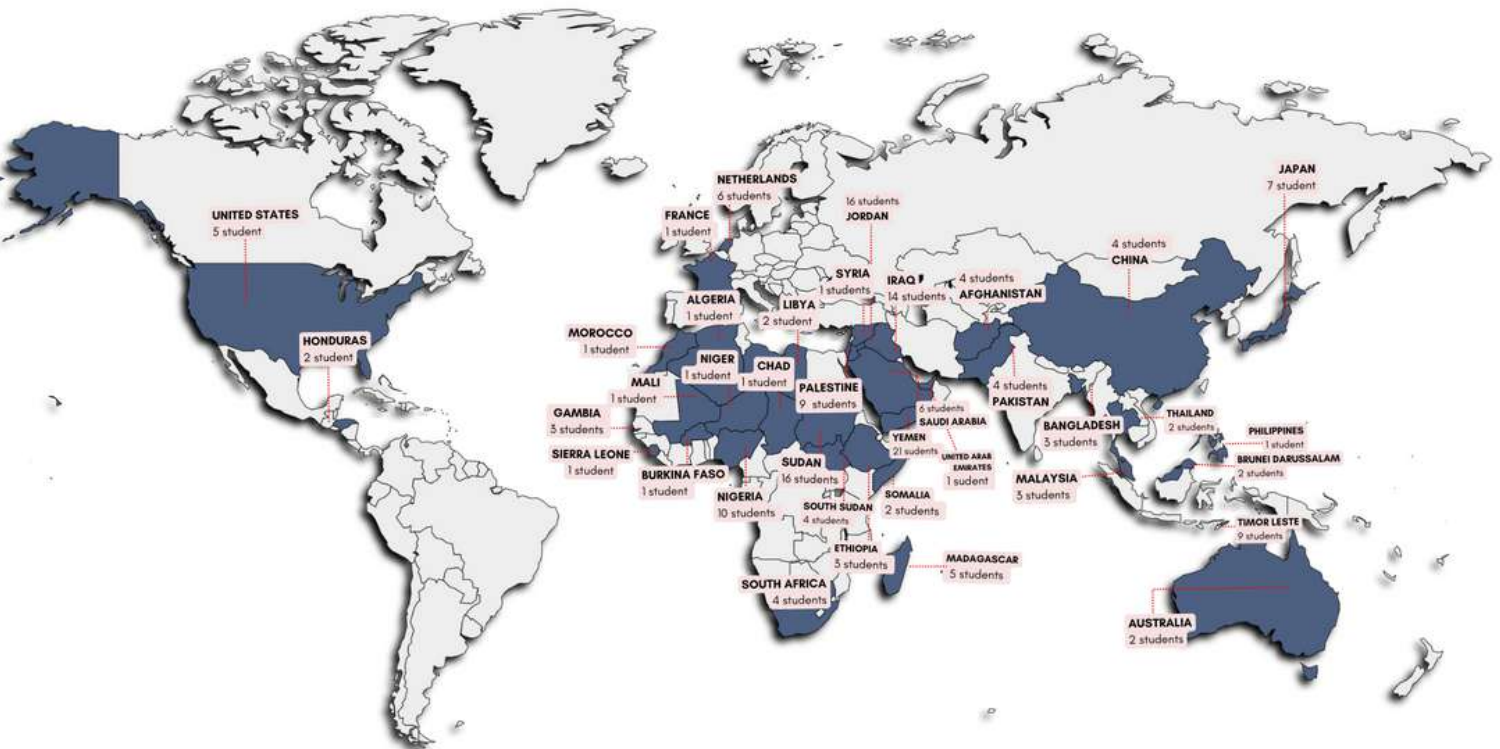 UNITED STATES
5 student
HONDURAS
2 student
NETHERLANDS
6 students
FRANCE
1 student
16 students
JORDAN
SYRIA
1 students
IRAQ
14 students
4 students
AFGHANISTAN
4 students
CHINA
JAPAN
7 student
ALGERIA
1 student
LIBYA
2 student
MOROCCO
1 student
NIGER
1 student
CHAD
1 student
MALI
1 student
PALESTINE
9 students
4 students
PAKISTAN
GAMBIA
3 students
6 students
SAUDI ARABIA
YEMEN
21 sudents
UNITED ARAB
EMIRATES
1 sudent
BANGLADESH
3 students
THAILAND
2 students
PHILIPPINES
1 student
BRUNEI DARUSSALAM
2 students
SIERRA LEONE
1 student
BURKINA FASO
1 student
SUDAN
16 students
NIGERIA
10 students
SOUTH SUDAN
4 students
SOMALIA
2 students
MALAYSIA
3 students
TIMOR LESTE
9 students
ETHIOPIA
3 students
MADAGASCAR
5 students
SOUTH AFRICA
4 students
AUSTRALIA
2 students